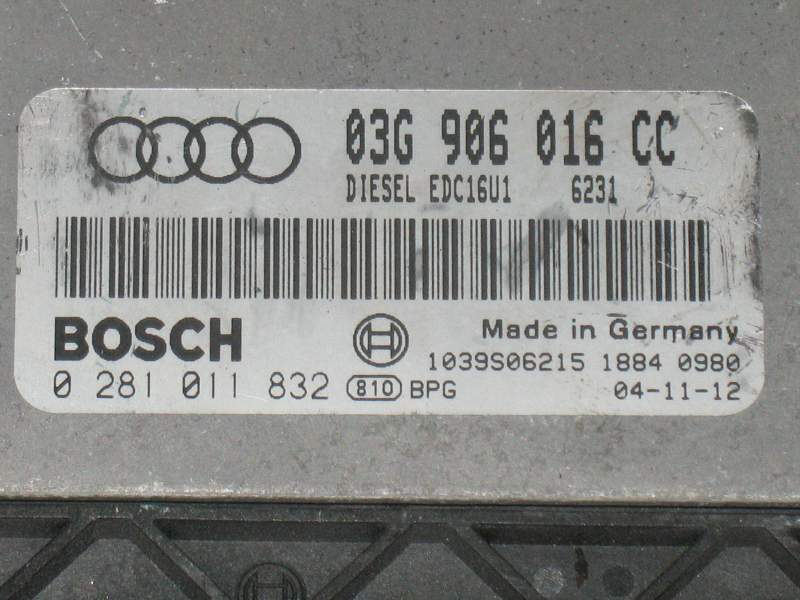 03G 906 016 CC
DIESEL EDC16U1 6231
BOSCH
Made in Germany
1039S06215 1884 0980
0 281 011 832 810 BPG 04-11-12